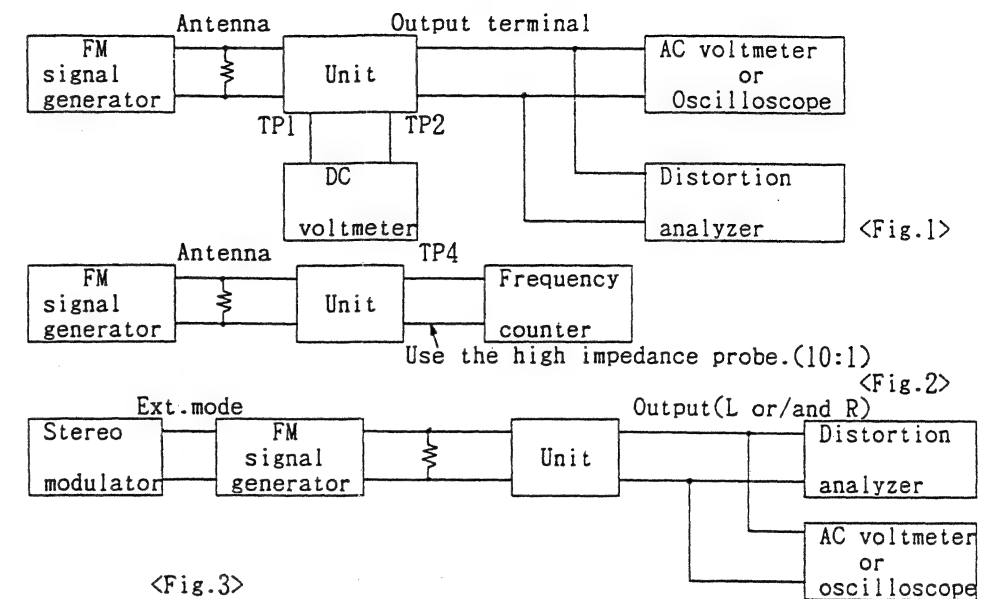 Antenna
Output terminal
FM
signal
generator
Unit
AC voltmeter
or
Oscilloscope
TP1
TP2
DC
voltmeter
Distortion
analyzer
<Fig.1>
Antenna
TP4
FM
signal
generator
Unit
Frequency
counter
Use the high impedance probe.(10:1)
<Fig.2>
Ext.mode
Output(L or/and R)
Stereo
modulator
FM
signal
generator
Unit
Distortion
analyzer
AC voltmeter
or
oscilloscope
<Fig.3>